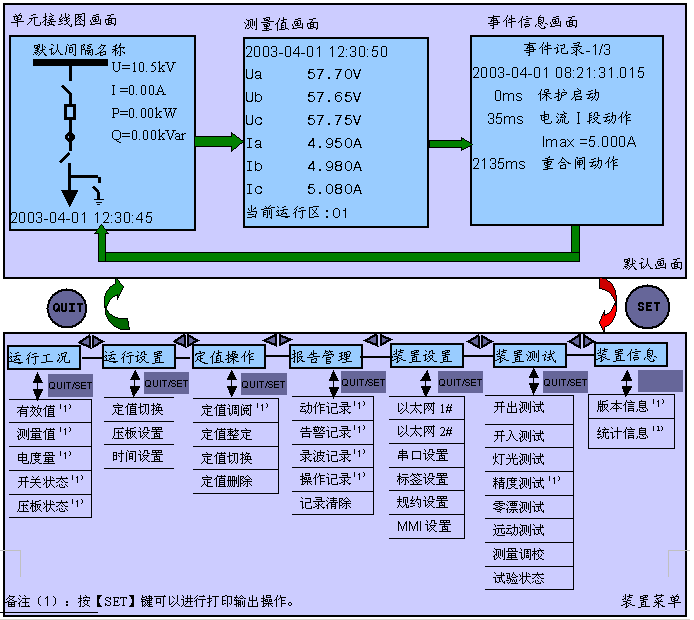 单元接线图画面
测量值画面
事件信息画面
默认间隔名称
U=10.5kV
I =0.00A
P=0.00kW
Q=0.00kVar
2003-04-01 12:30:45
2003-04-01 12:30:50
Ua 57.70V
Ub 57.65V
Uc 57.75V
Ia 4.950A
Ib 4.980A
Ic 5.080A
当前运行区:01
事件记录-1/3
2003-04-01 08:21:31.015
0ms 保护启动
35ms 电流Ⅰ段动作
Imax =5.000A
2135ms 重合闸动作
默认画面
QUIT
SET
运行工况
QUIT/SET
有效值(1)
测量值(1)
电度量(1)
开关状态(1)
压板状态(1)
运行设置
QUIT/SET
定值切换
压板设置
时间设置
定值操作
QUIT/SET
定值调阅(1)
定值整定
定值切换
定值删除
报告管理
QUIT/SET
动作记录(1)
告警记录(1)
录波记录(1)
操作记录(1)
记录清除
装置设置
QUIT/SET
以太网 1#
以太网 2#
串口设置
标签设置
规约设置
MMI 设置
装置测试
QUIT/SET
开出测试
开入测试
灯光测试
精度测试(1)
零漂测试
远动测试
测量调校
试验状态
装置信息
版本信息(1)
统计信息(1)
备注（1）：按【SET】键可以进行打印输出操作。
装置菜单